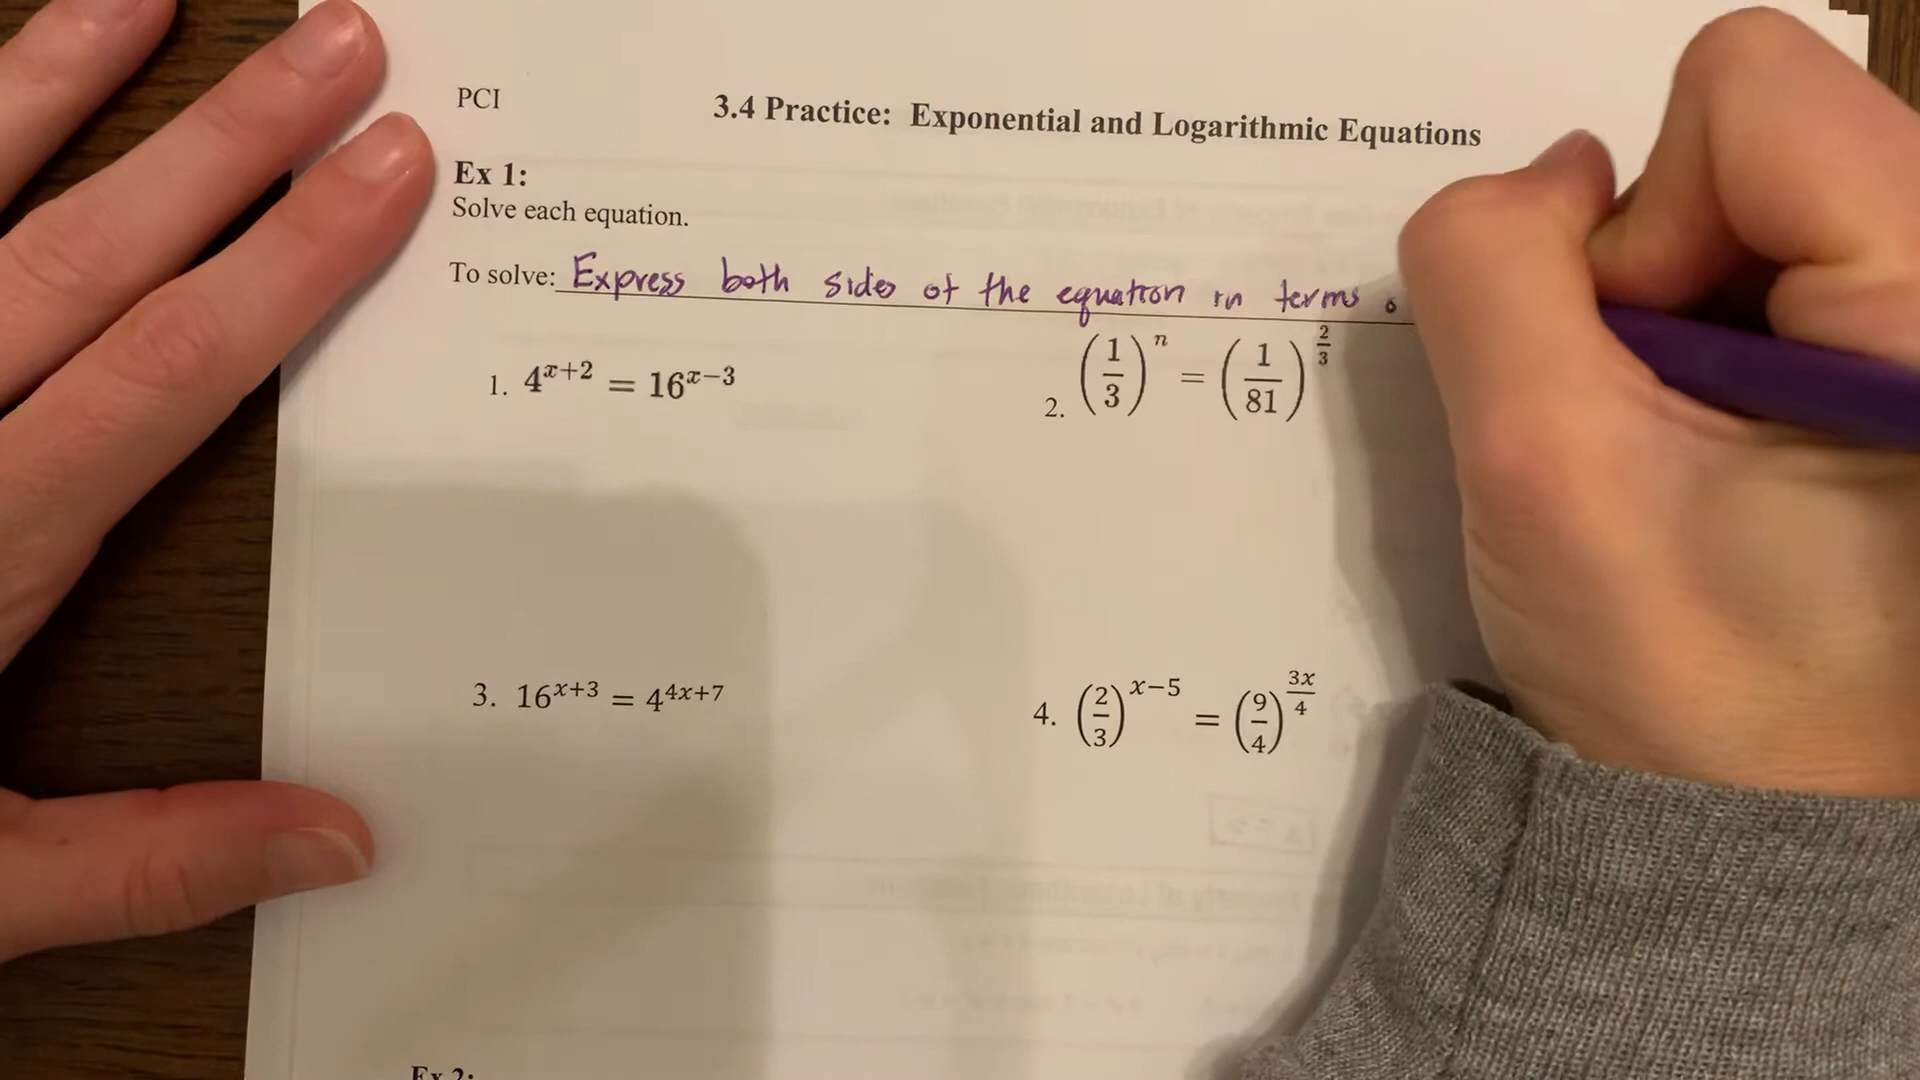 PCI
3.4 Practice: Exponential and Logarithmic Equations
Ex 1:
Solve each equation.
To solve: Express both sides of the equation in terms o
1. 4^{x+2} = 16^{x-3}
2. (1/3)^n = (1/81)^{2/3}
3. 16^{x+3} = 4^{4x+7}
4. (2/3)^{x-5} = (9/4)^{3x/4}
Ex 2: